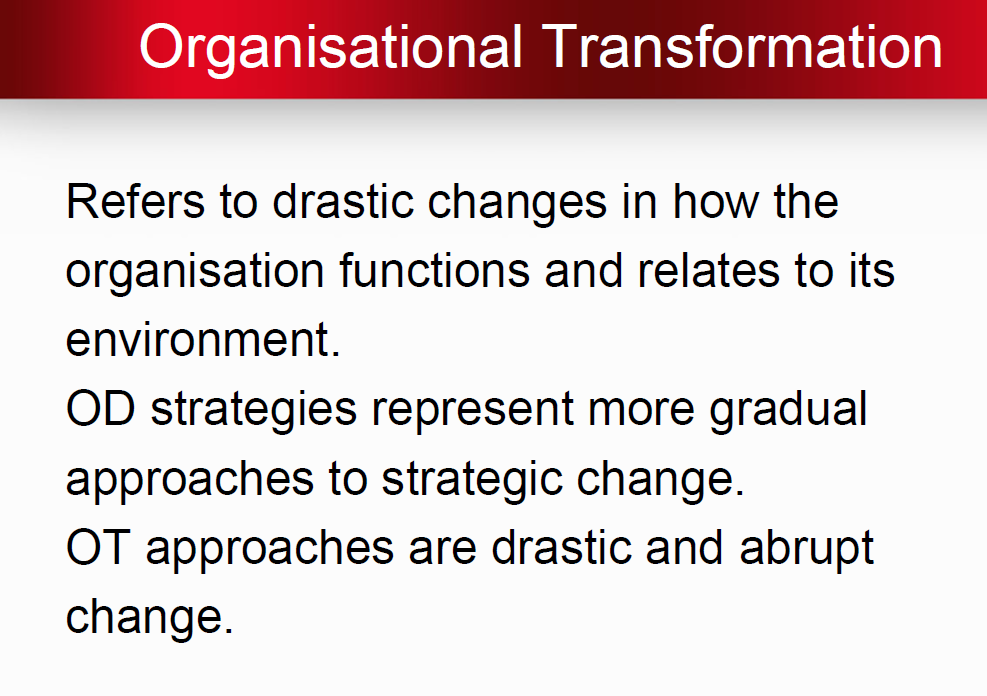 Organisational Transformation
Refers to drastic changes in how the
organisation functions and relates to its
environment.
OD strategies represent more gradual
approaches to strategic change.
OT approaches are drastic and abrupt
change.